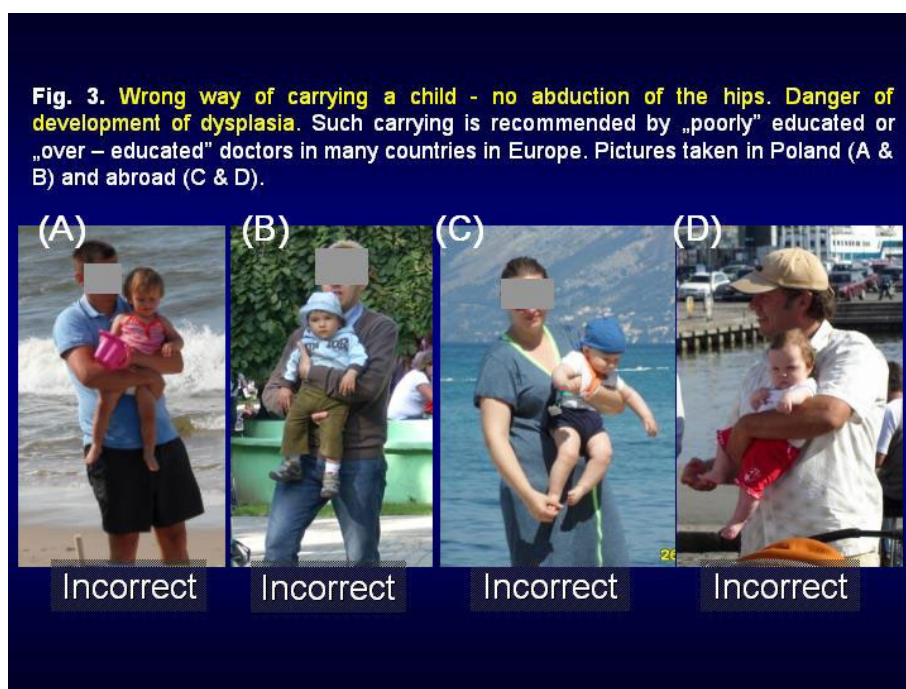 Fig. 3. Wrong way of carrying a child - no abduction of the hips. Danger of
development of dysplasia. Such carrying is recommended by „poorly” educated or
„over – educated” doctors in many countries in Europe. Pictures taken in Poland (A &
B) and abroad (C & D).
(A) (B) (C) (D)
26
Incorrect Incorrect Incorrect Incorrect